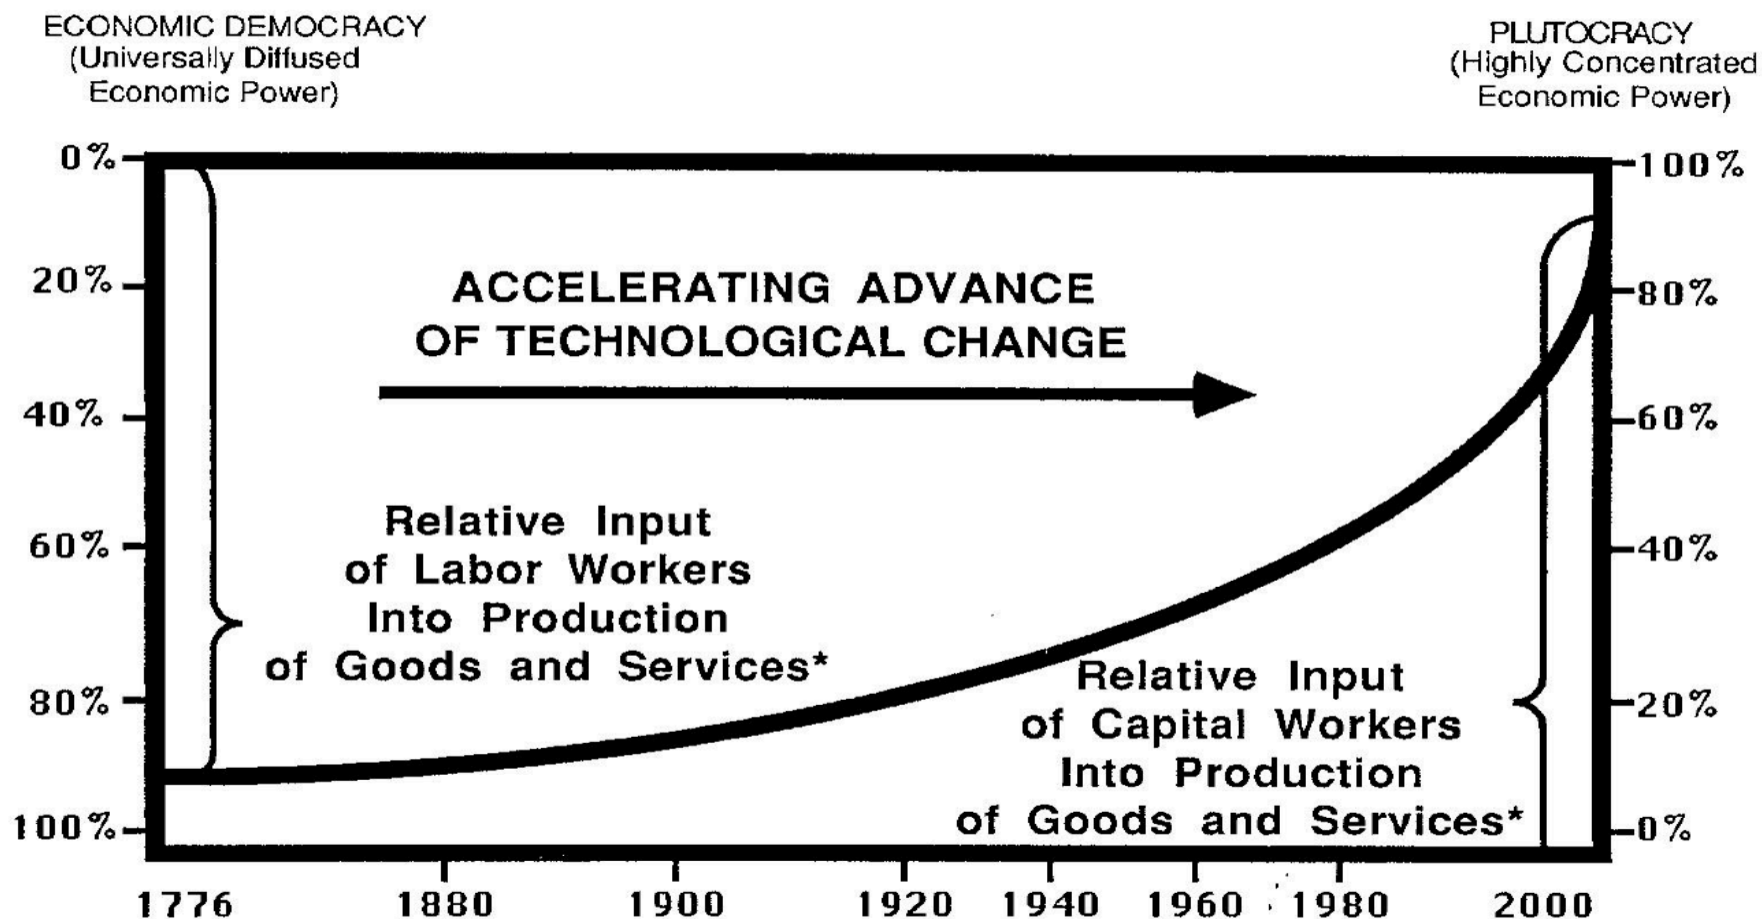 ECONOMIC DEMOCRACY
(Universally Diffused
Economic Power)
PLUTOCRACY
(Highly Concentrated
Economic Power)
0%
20%
40%
60%
80%
100%
100%
80%
60%
40%
20%
0%
ACCELERATING ADVANCE
OF TECHNOLOGICAL CHANGE
Relative Input
of Labor Workers
Into Production
of Goods and Services*
Relative Input
of Capital Workers
Into Production
of Goods and Services*
1776 1880 1900 1920 1940 1960 1980 2000